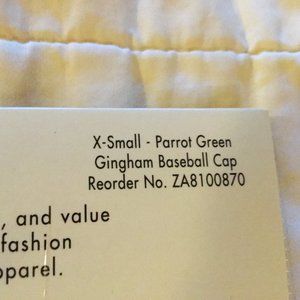 X-Small - Parrot Green
Gingham Baseball Cap
Reorder No. ZA8100870
, and value
fashion
pparel.